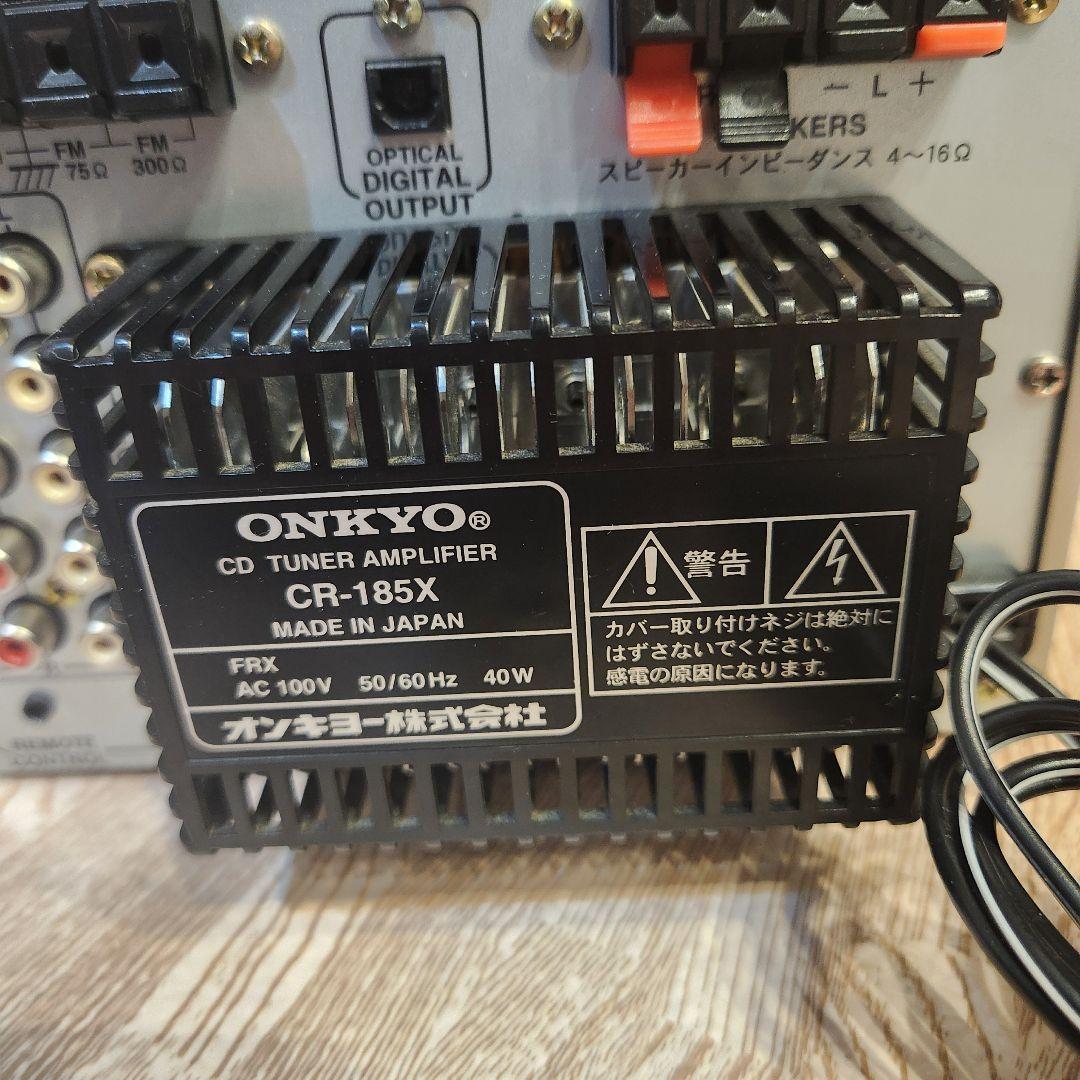 FM
75Ω
FM
300Ω
OPTICAL
DIGITAL
OUTPUT
− L +
KERS
スピーカーインピーダンス 4～16Ω
ONKYO®
CD TUNER AMPLIFIER
CR-185X
MADE IN JAPAN
FRX
AC 100V 50/60Hz 40W
オンキヨー株式会社
警告
カバー取り付けネジは絶対に
はずさないでください。
感電の原因になります。
REMOTE
CONTROL